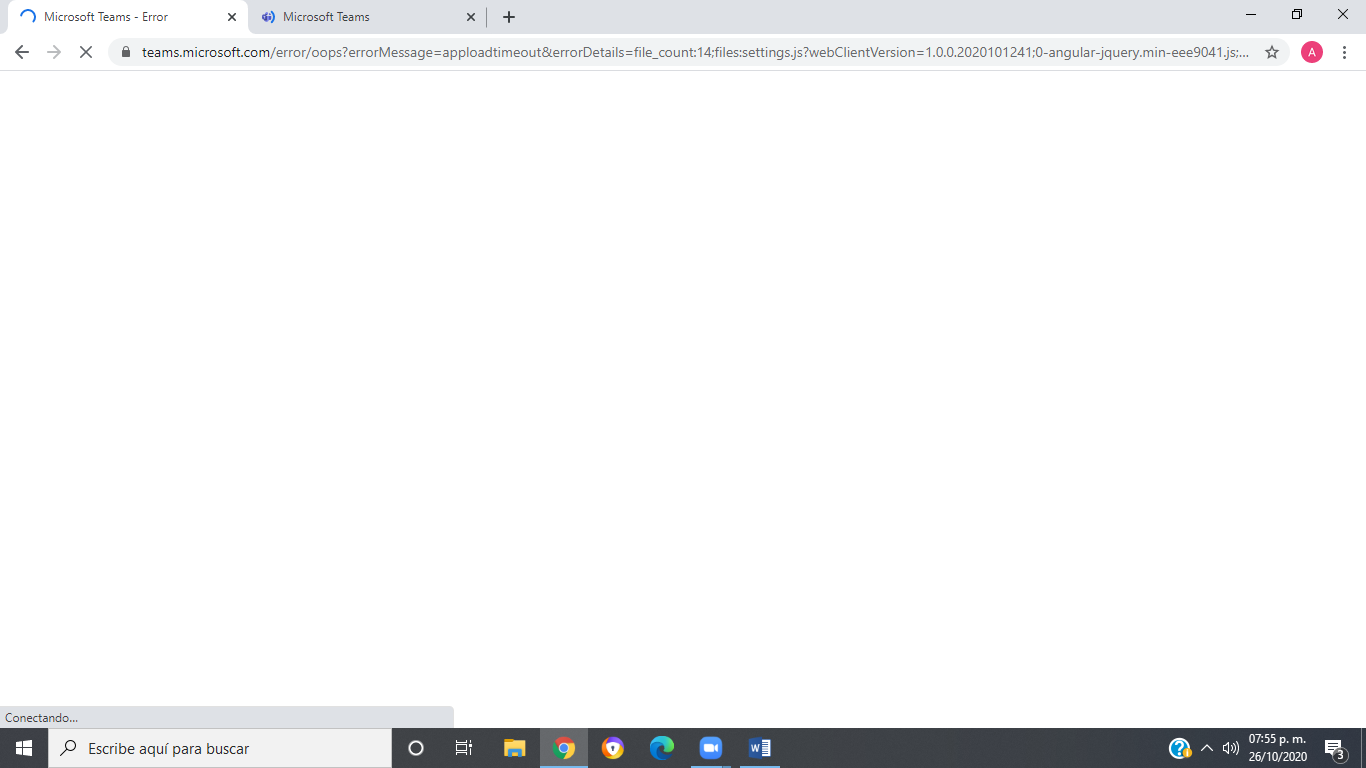 Microsoft Teams - Error
Microsoft Teams
teams.microsoft.com/error/oops?errorMessage=apploadtimeout&errorDetails=file_count:14;files:settings.js?webClientVersion=1.0.0.2020101241;0-angular-jquery.min-eee9041.js;...
A
Conectando...
Escribe aquí para buscar
W
07:55 p. m.
26/10/2020
3